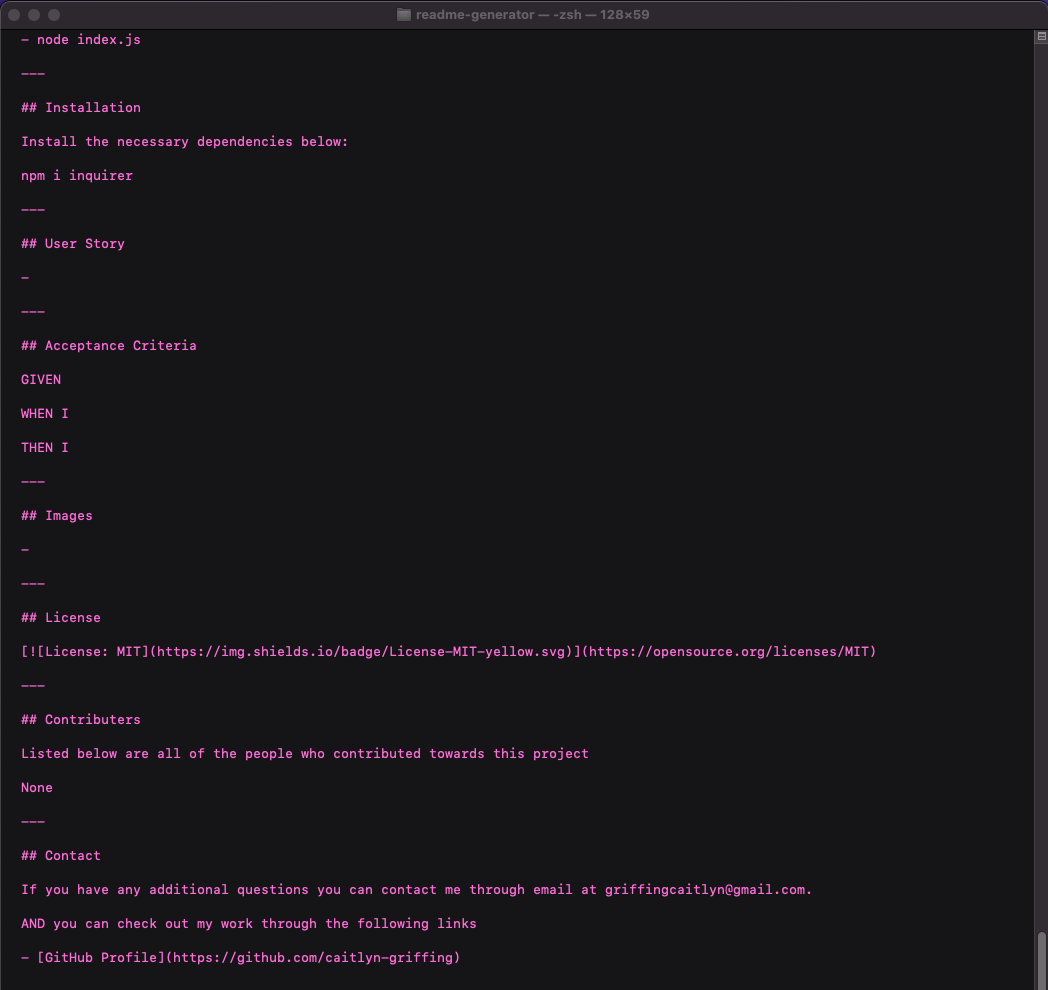 readme-generator — -zsh — 128×59
- node index.js
---
## Installation
Install the necessary dependencies below:
npm i inquirer
---
## User Story
-
---
## Acceptance Criteria
GIVEN
WHEN I
THEN I
---
## Images
-
---
## License
[![License: MIT](https://img.shields.io/badge/License-MIT-yellow.svg)](https://opensource.org/licenses/MIT)
---
## Contributers
Listed below are all of the people who contributed towards this project
None
---
## Contact
If you have any additional questions you can contact me through email at griffingcaitlyn@gmail.com.
AND you can check out my work through the following links
- [GitHub Profile](https://github.com/caitlyn-griffing)